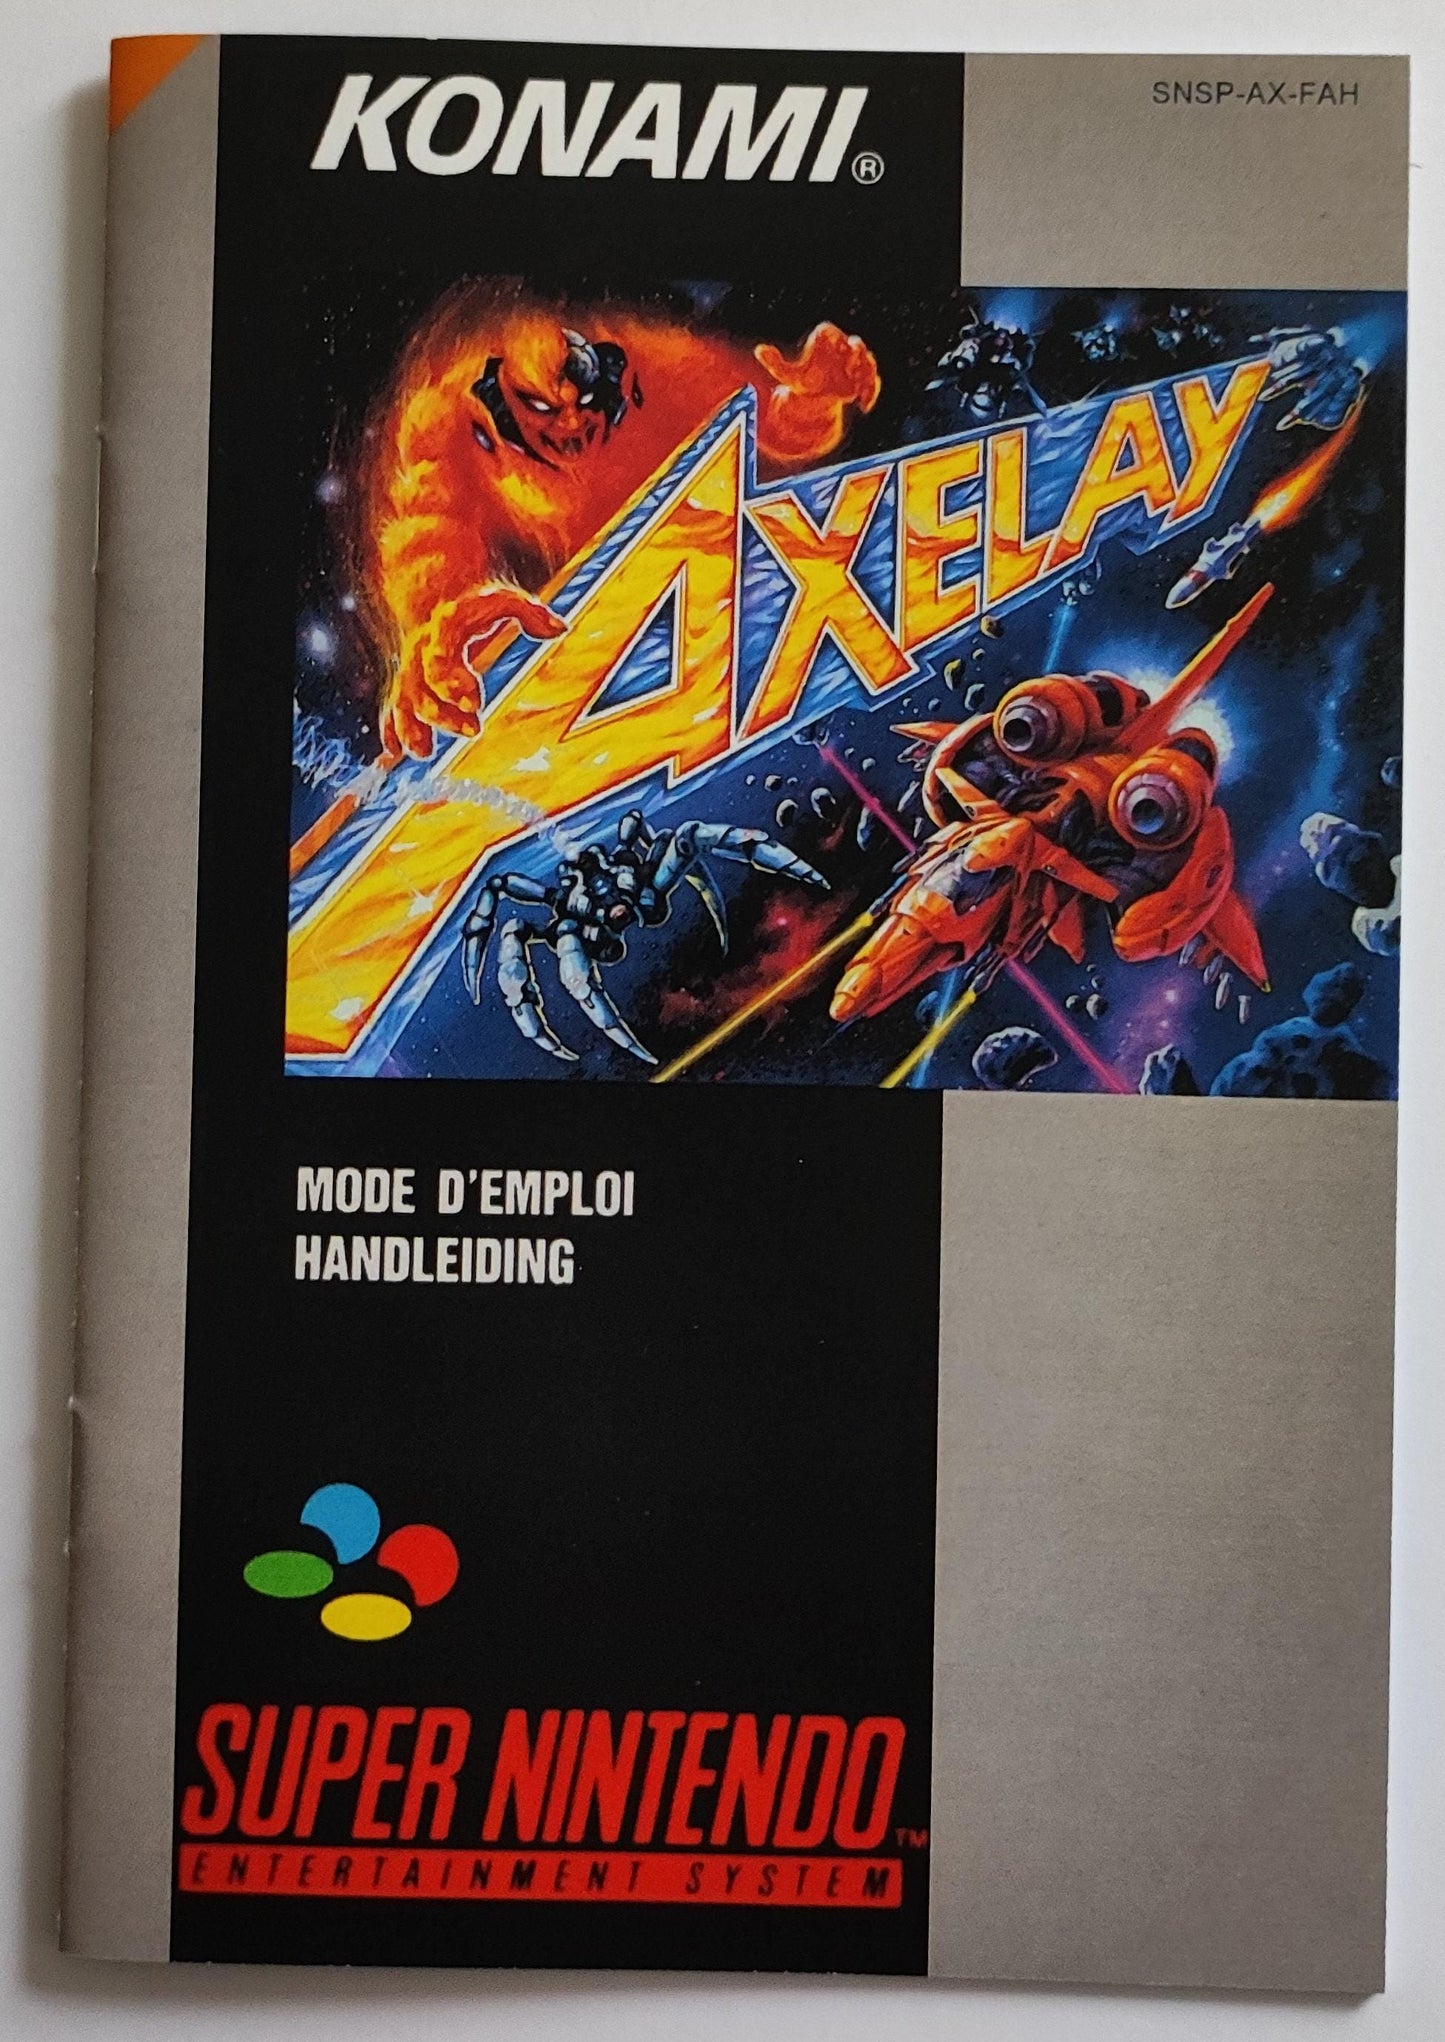 KONAMI®
SNSP-AX-FAH
AXELAY
MODE D'EMPLOI
HANDLEIDING
SUPER NINTENDO™
ENTERTAINMENT SYSTEM